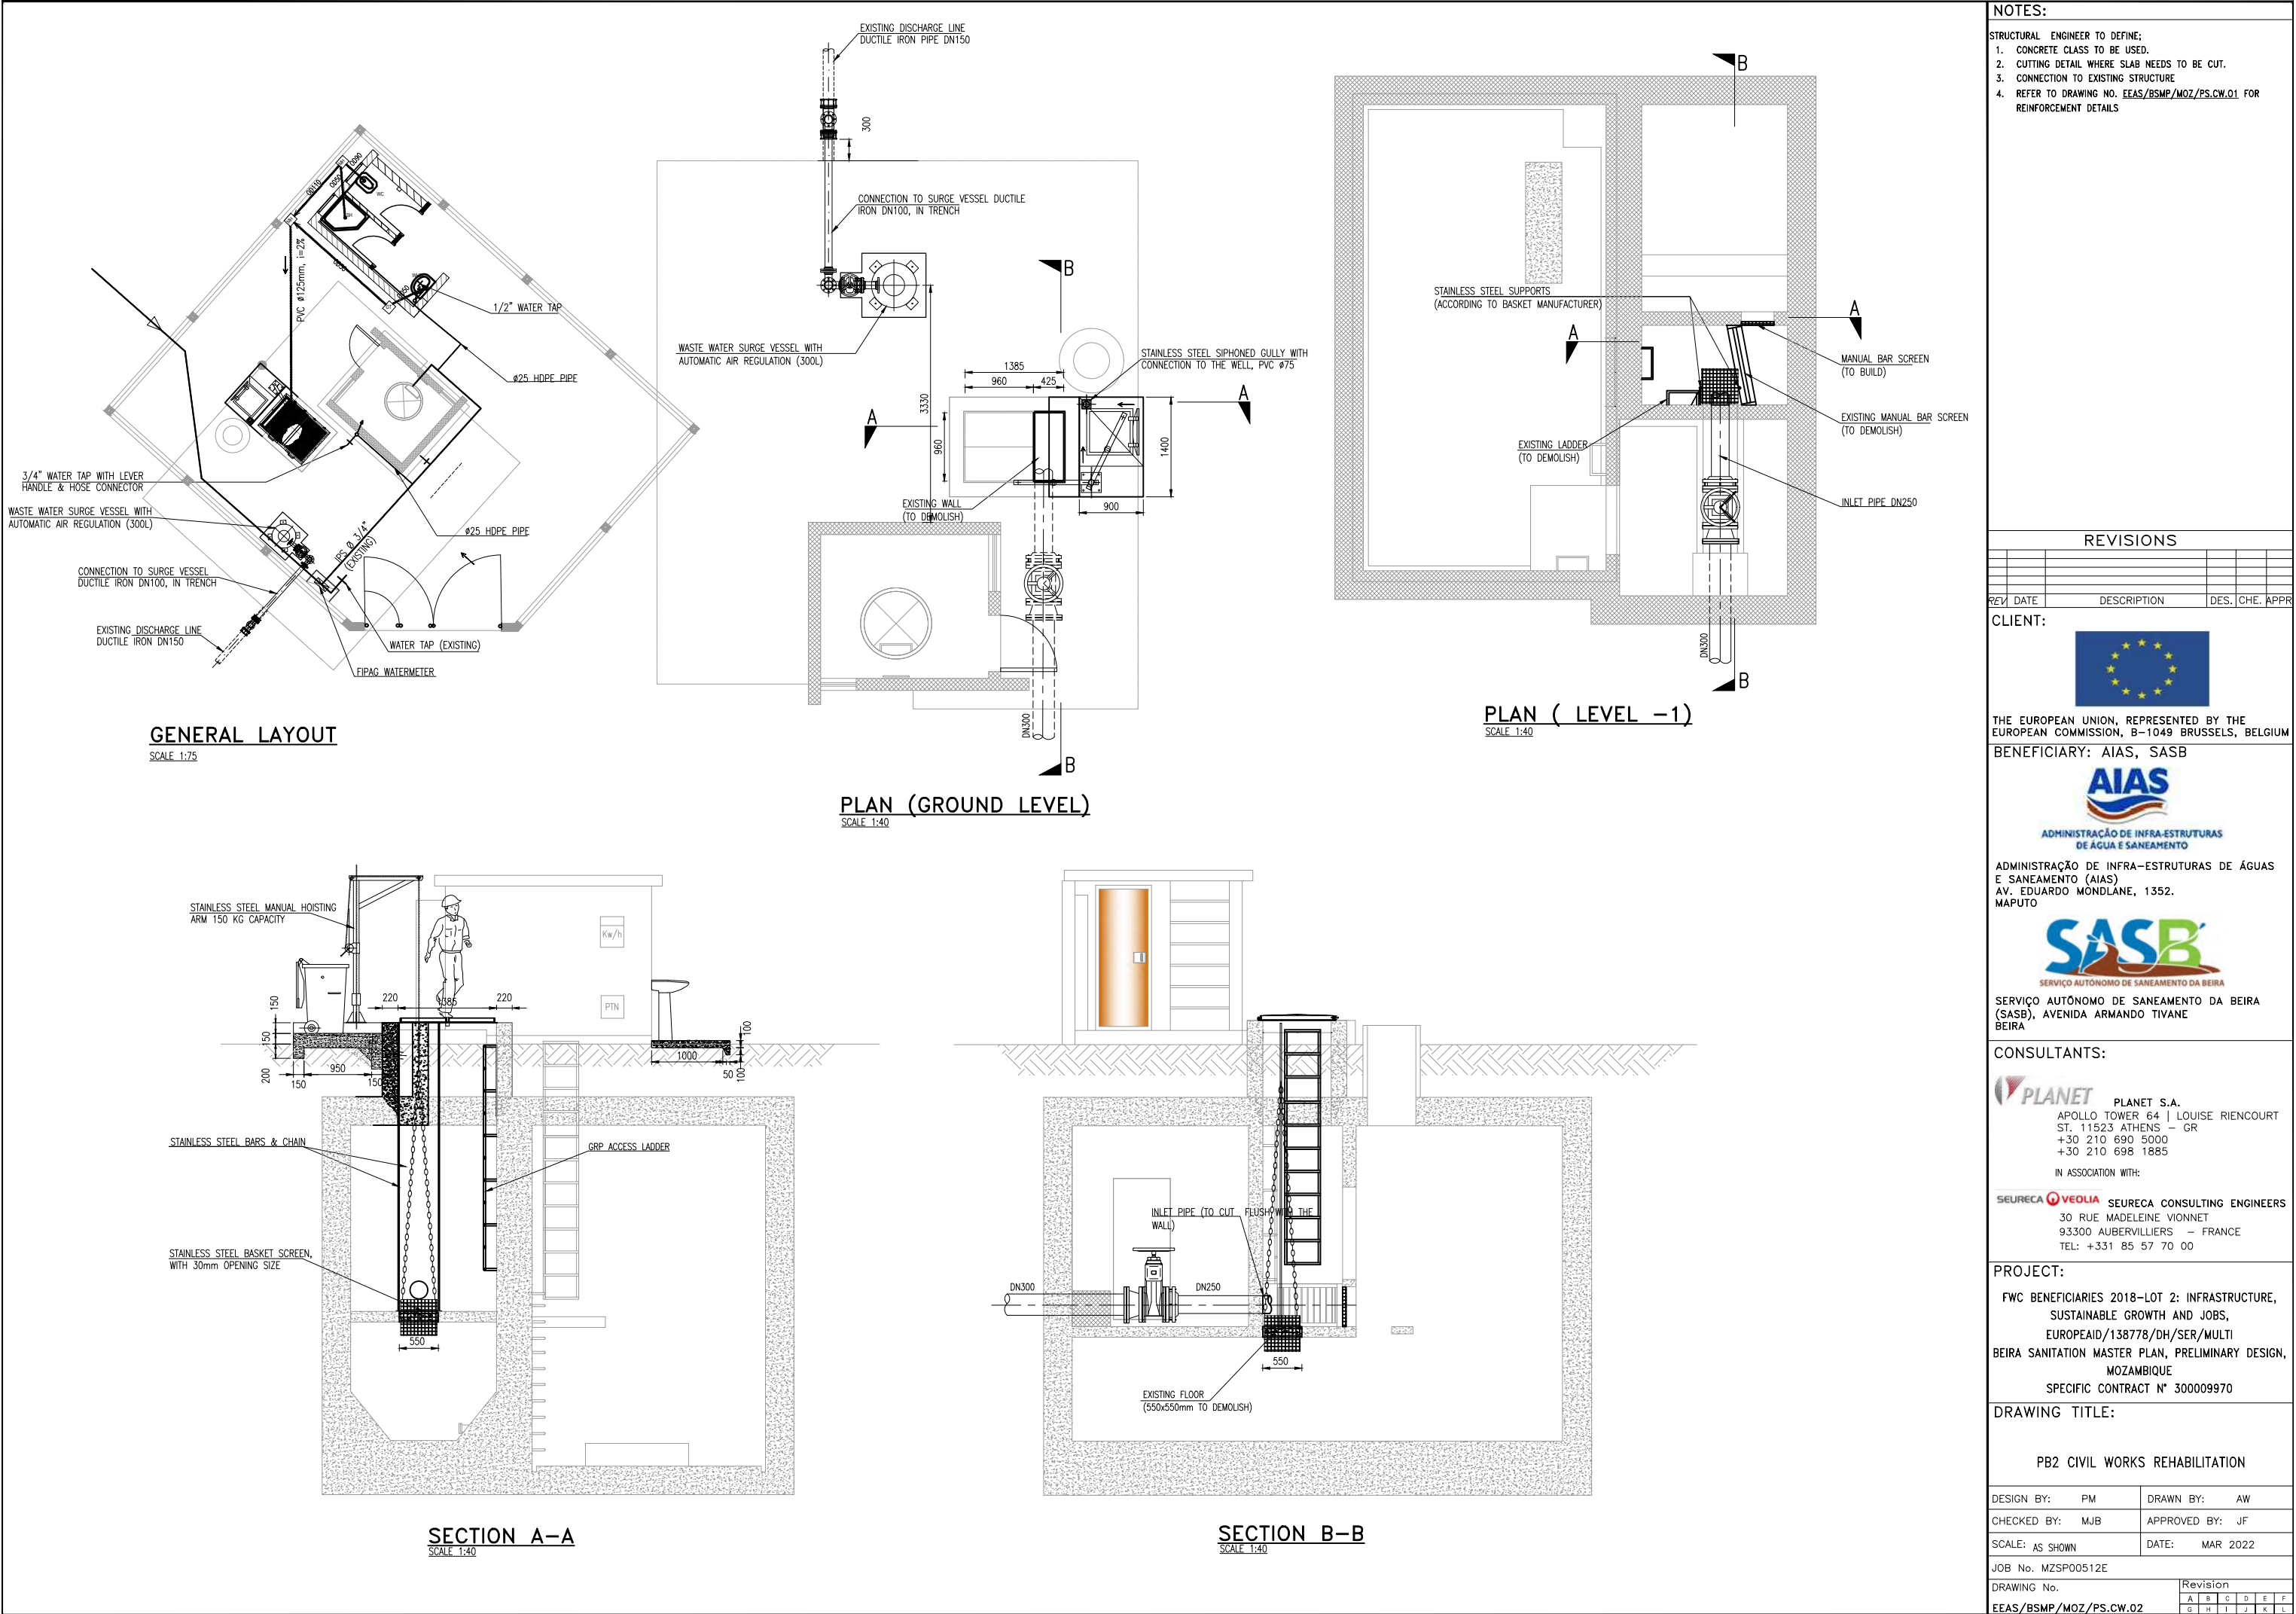 GENERAL LAYOUT
SCALE 1:75
OD110
OD50
OD90
WC
SH
OD50
OD50
PVC ø125mm, i=2%
1/2" WATER TAP
ø25 HDPE PIPE
ø25 HDPE PIPE
3/4" WATER TAP WITH LEVER
HANDLE & HOSE CONNECTOR
WASTE WATER SURGE VESSEL WITH
AUTOMATIC AIR REGULATION (300L)
IPS Ø 3/4"
(EXISTING)
CONNECTION TO SURGE VESSEL
DUCTILE IRON DN100, IN TRENCH
EXISTING DISCHARGE LINE
DUCTILE IRON DN150
WATER TAP (EXISTING)
FIPAG WATERMETER
EXISTING DISCHARGE LINE
DUCTILE IRON PIPE DN150
300
CONNECTION TO SURGE VESSEL DUCTILE
IRON DN100, IN TRENCH
B
WASTE WATER SURGE VESSEL WITH
AUTOMATIC AIR REGULATION (300L)
STAINLESS STEEL SIPHONED GULLY WITH
CONNECTION TO THE WELL, PVC ø75
1385
960
425
3330
960
A
A
1400
900
EXISTING WALL
(TO DEMOLISH)
DN300
B
PLAN (GROUND LEVEL)
SCALE 1:40
B
STAINLESS STEEL SUPPORTS
(ACCORDING TO BASKET MANUFACTURER)
A
A
MANUAL BAR SCREEN
(TO BUILD)
EXISTING MANUAL BAR SCREEN
(TO DEMOLISH)
EXISTING LADDER
(TO DEMOLISH)
INLET PIPE DN250
DN300
B
PLAN ( LEVEL -1)
SCALE 1:40
STAINLESS STEEL MANUAL HOISTING
ARM 150 KG CAPACITY
Kw/h
PTN
220
1385
220
150
150
200
150
950
150
1000
100
50
100
STAINLESS STEEL BARS & CHAIN
GRP ACCESS LADDER
STAINLESS STEEL BASKET SCREEN,
WITH 30mm OPENING SIZE
550
SECTION A-A
SCALE 1:40
INLET PIPE (TO CUT FLUSH WITH THE
WALL)
DN300
DN250
550
EXISTING FLOOR
(550x550mm TO DEMOLISH)
SECTION B-B
SCALE 1:40
NOTES:
STRUCTURAL ENGINEER TO DEFINE;
1. CONCRETE CLASS TO BE USED.
2. CUTTING DETAIL WHERE SLAB NEEDS TO BE CUT.
3. CONNECTION TO EXISTING STRUCTURE
4. REFER TO DRAWING NO. EEAS/BSMP/MOZ/PS.CW.01 FOR
REINFORCEMENT DETAILS
REVISIONS
REV DATE DESCRIPTION DES. CHE. APPR
CLIENT:
THE EUROPEAN UNION, REPRESENTED BY THE
EUROPEAN COMMISSION, B-1049 BRUSSELS, BELGIUM
BENEFICIARY: AIAS, SASB
AIAS
ADMINISTRAÇÃO DE INFRA-ESTRUTURAS
DE ÁGUA E SANEAMENTO
ADMINISTRAÇÃO DE INFRA-ESTRUTURAS DE ÁGUAS
E SANEAMENTO (AIAS)
AV. EDUARDO MONDLANE, 1352.
MAPUTO
SASB
SERVIÇO AUTÓNOMO DE SANEAMENTO DA BEIRA
SERVIÇO AUTÔNOMO DE SANEAMENTO DA BEIRA
(SASB), AVENIDA ARMANDO TIVANE
BEIRA
CONSULTANTS:
PLANET
PLANET S.A.
APOLLO TOWER 64 | LOUISE RIENCOURT
ST. 11523 ATHENS - GR
+30 210 690 5000
+30 210 698 1885
IN ASSOCIATION WITH:
SEURECA VEOLIA SEURECA CONSULTING ENGINEERS
30 RUE MADELEINE VIONNET
93300 AUBERVILLIERS - FRANCE
TEL: +331 85 57 70 00
PROJECT:
FWC BENEFICIARIES 2018-LOT 2: INFRASTRUCTURE,
SUSTAINABLE GROWTH AND JOBS,
EUROPEAID/138778/DH/SER/MULTI
BEIRA SANITATION MASTER PLAN, PRELIMINARY DESIGN,
MOZAMBIQUE
SPECIFIC CONTRACT N° 300009970
DRAWING TITLE:
PB2 CIVIL WORKS REHABILITATION
DESIGN BY: PM DRAWN BY: AW
CHECKED BY: MJB APPROVED BY: JF
SCALE: AS SHOWN DATE: MAR 2022
JOB No. MZSP00512E
DRAWING No. Revision
A B C D E F
EEAS/BSMP/MOZ/PS.CW.02 G H I J K L